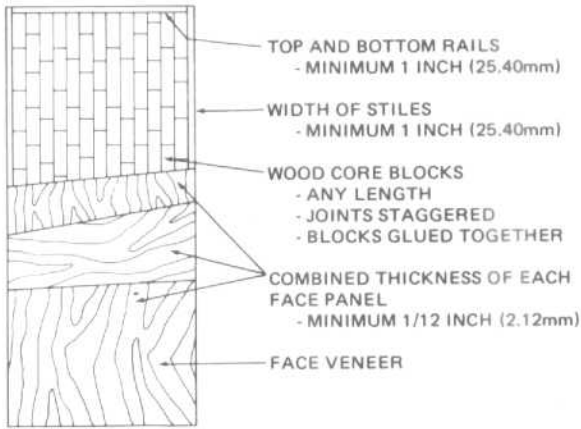 TOP AND BOTTOM RAILS
- MINIMUM 1 INCH (25.40mm)
WIDTH OF STILES
- MINIMUM 1 INCH (25.40mm)
WOOD CORE BLOCKS
- ANY LENGTH
- JOINTS STAGGERED
- BLOCKS GLUED TOGETHER
COMBINED THICKNESS OF EACH
FACE PANEL
- MINIMUM 1/12 INCH (2.12mm)
FACE VENEER